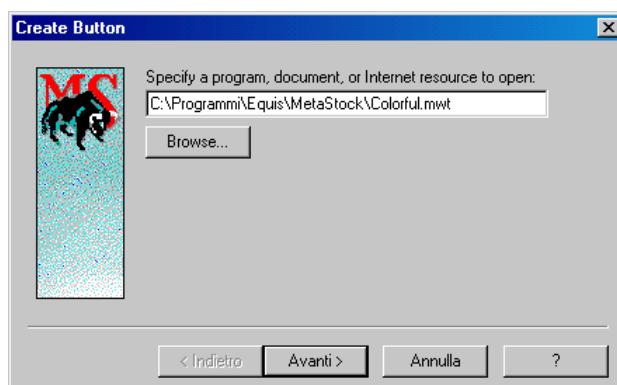 Create Button
MS
Specify a program, document, or Internet resource to open:
C:\Programmi\Equis\MetaStock\Colorful.mwt
Browse...
< Indietro
Avanti >
Annulla
?